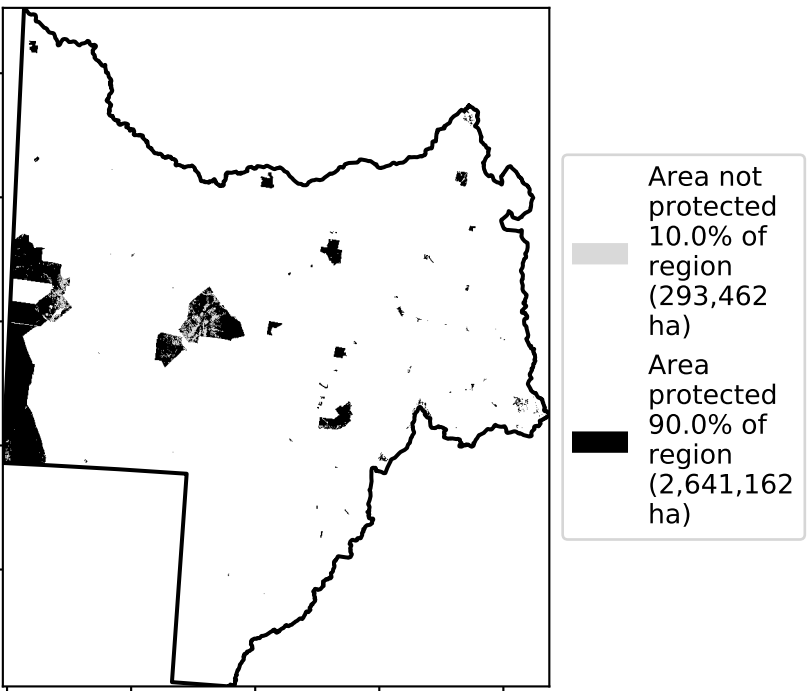 Area not
protected
10.0% of
region
(293,462
ha)
Area
protected
90.0% of
region
(2,641,162
ha)